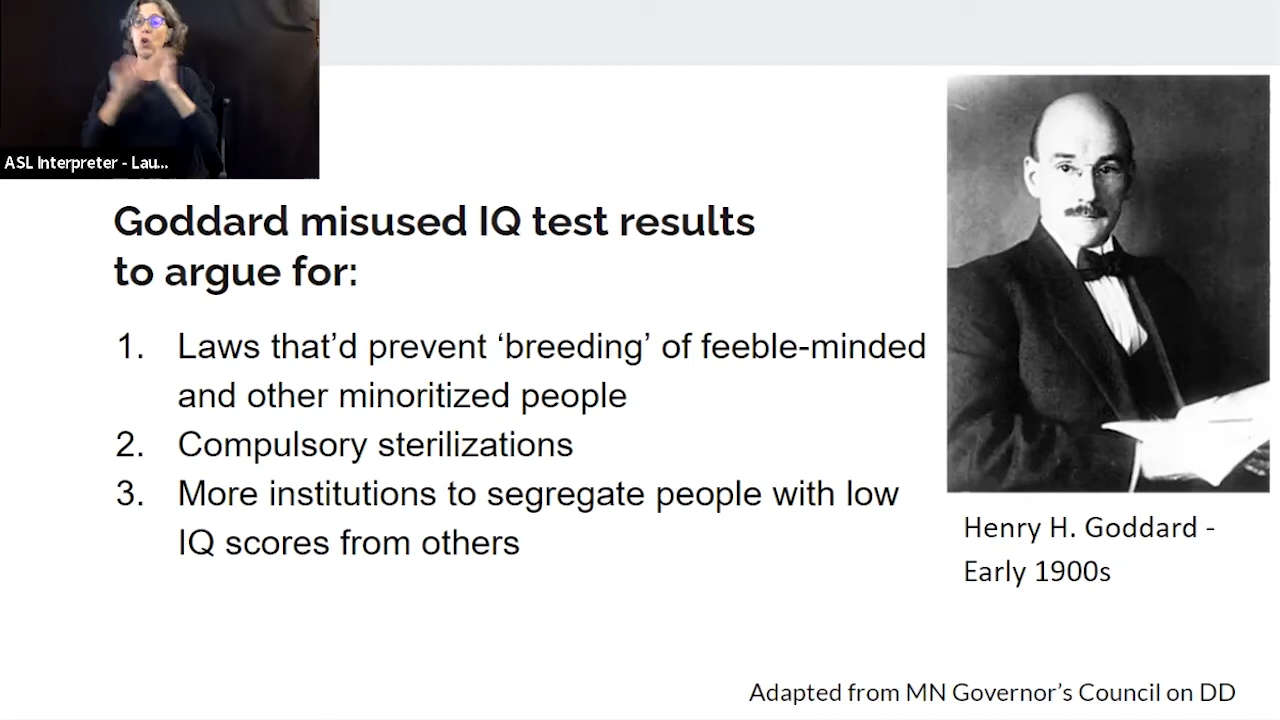 ASL Interpreter - Lau...
Goddard misused IQ test results
to argue for:
1. Laws that’d prevent ‘breeding’ of feeble-minded
and other minoritized people
2. Compulsory sterilizations
3. More institutions to segregate people with low
IQ scores from others
Henry H. Goddard -
Early 1900s
Adapted from MN Governor’s Council on DD